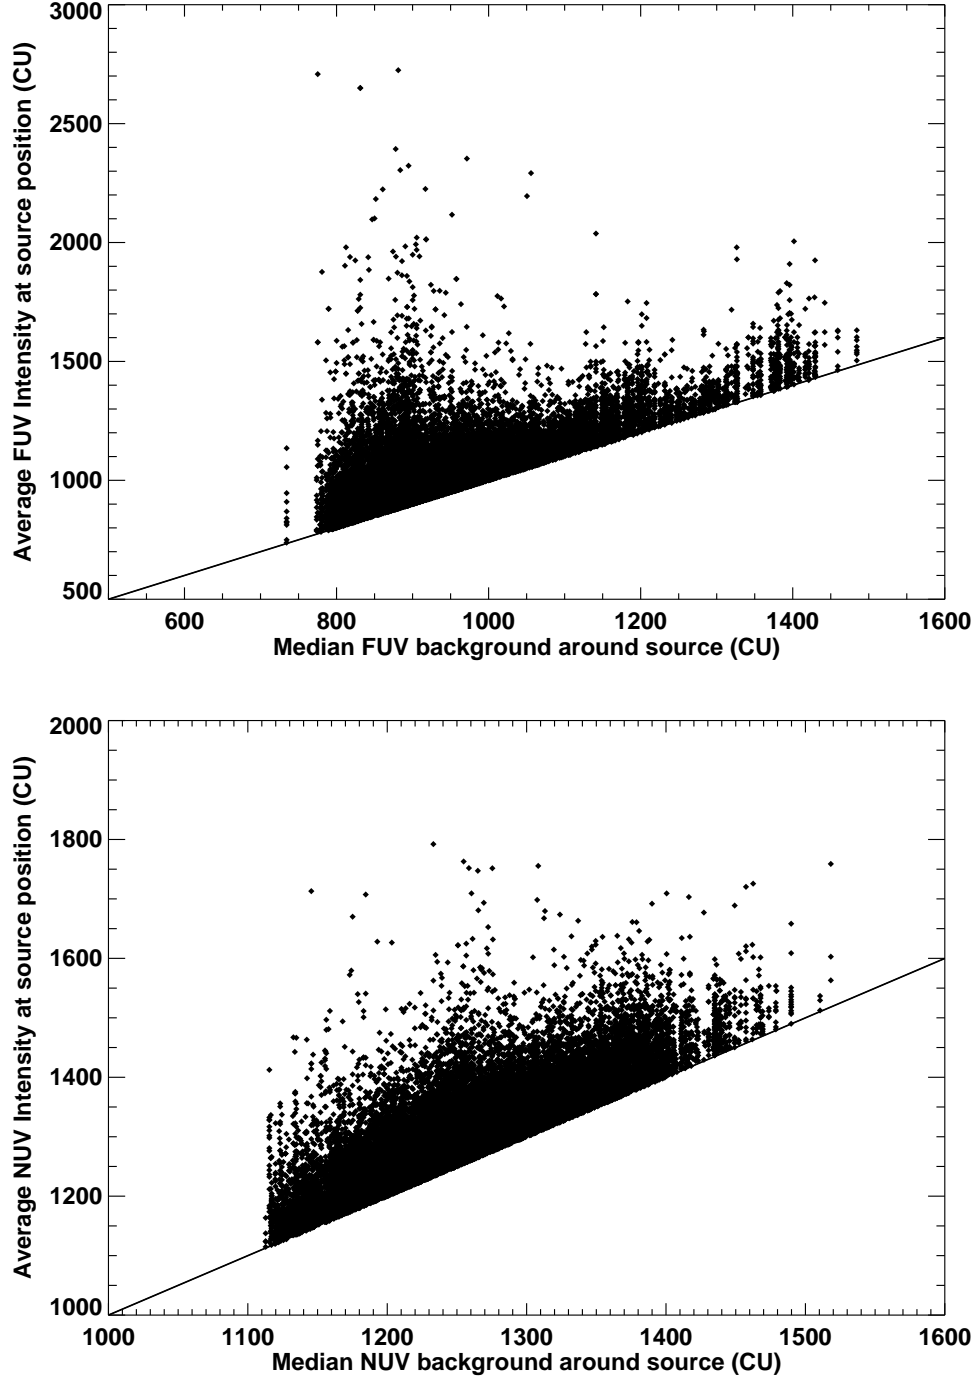 3000
2500
2000
1500
1000
500
Average FUV Intensity at source position (CU)
600 800 1000 1200 1400 1600
Median FUV background around source (CU)
2000
1800
1600
1400
1200
1000
Average NUV Intensity at source position (CU)
1000 1100 1200 1300 1400 1500 1600
Median NUV background around source (CU)